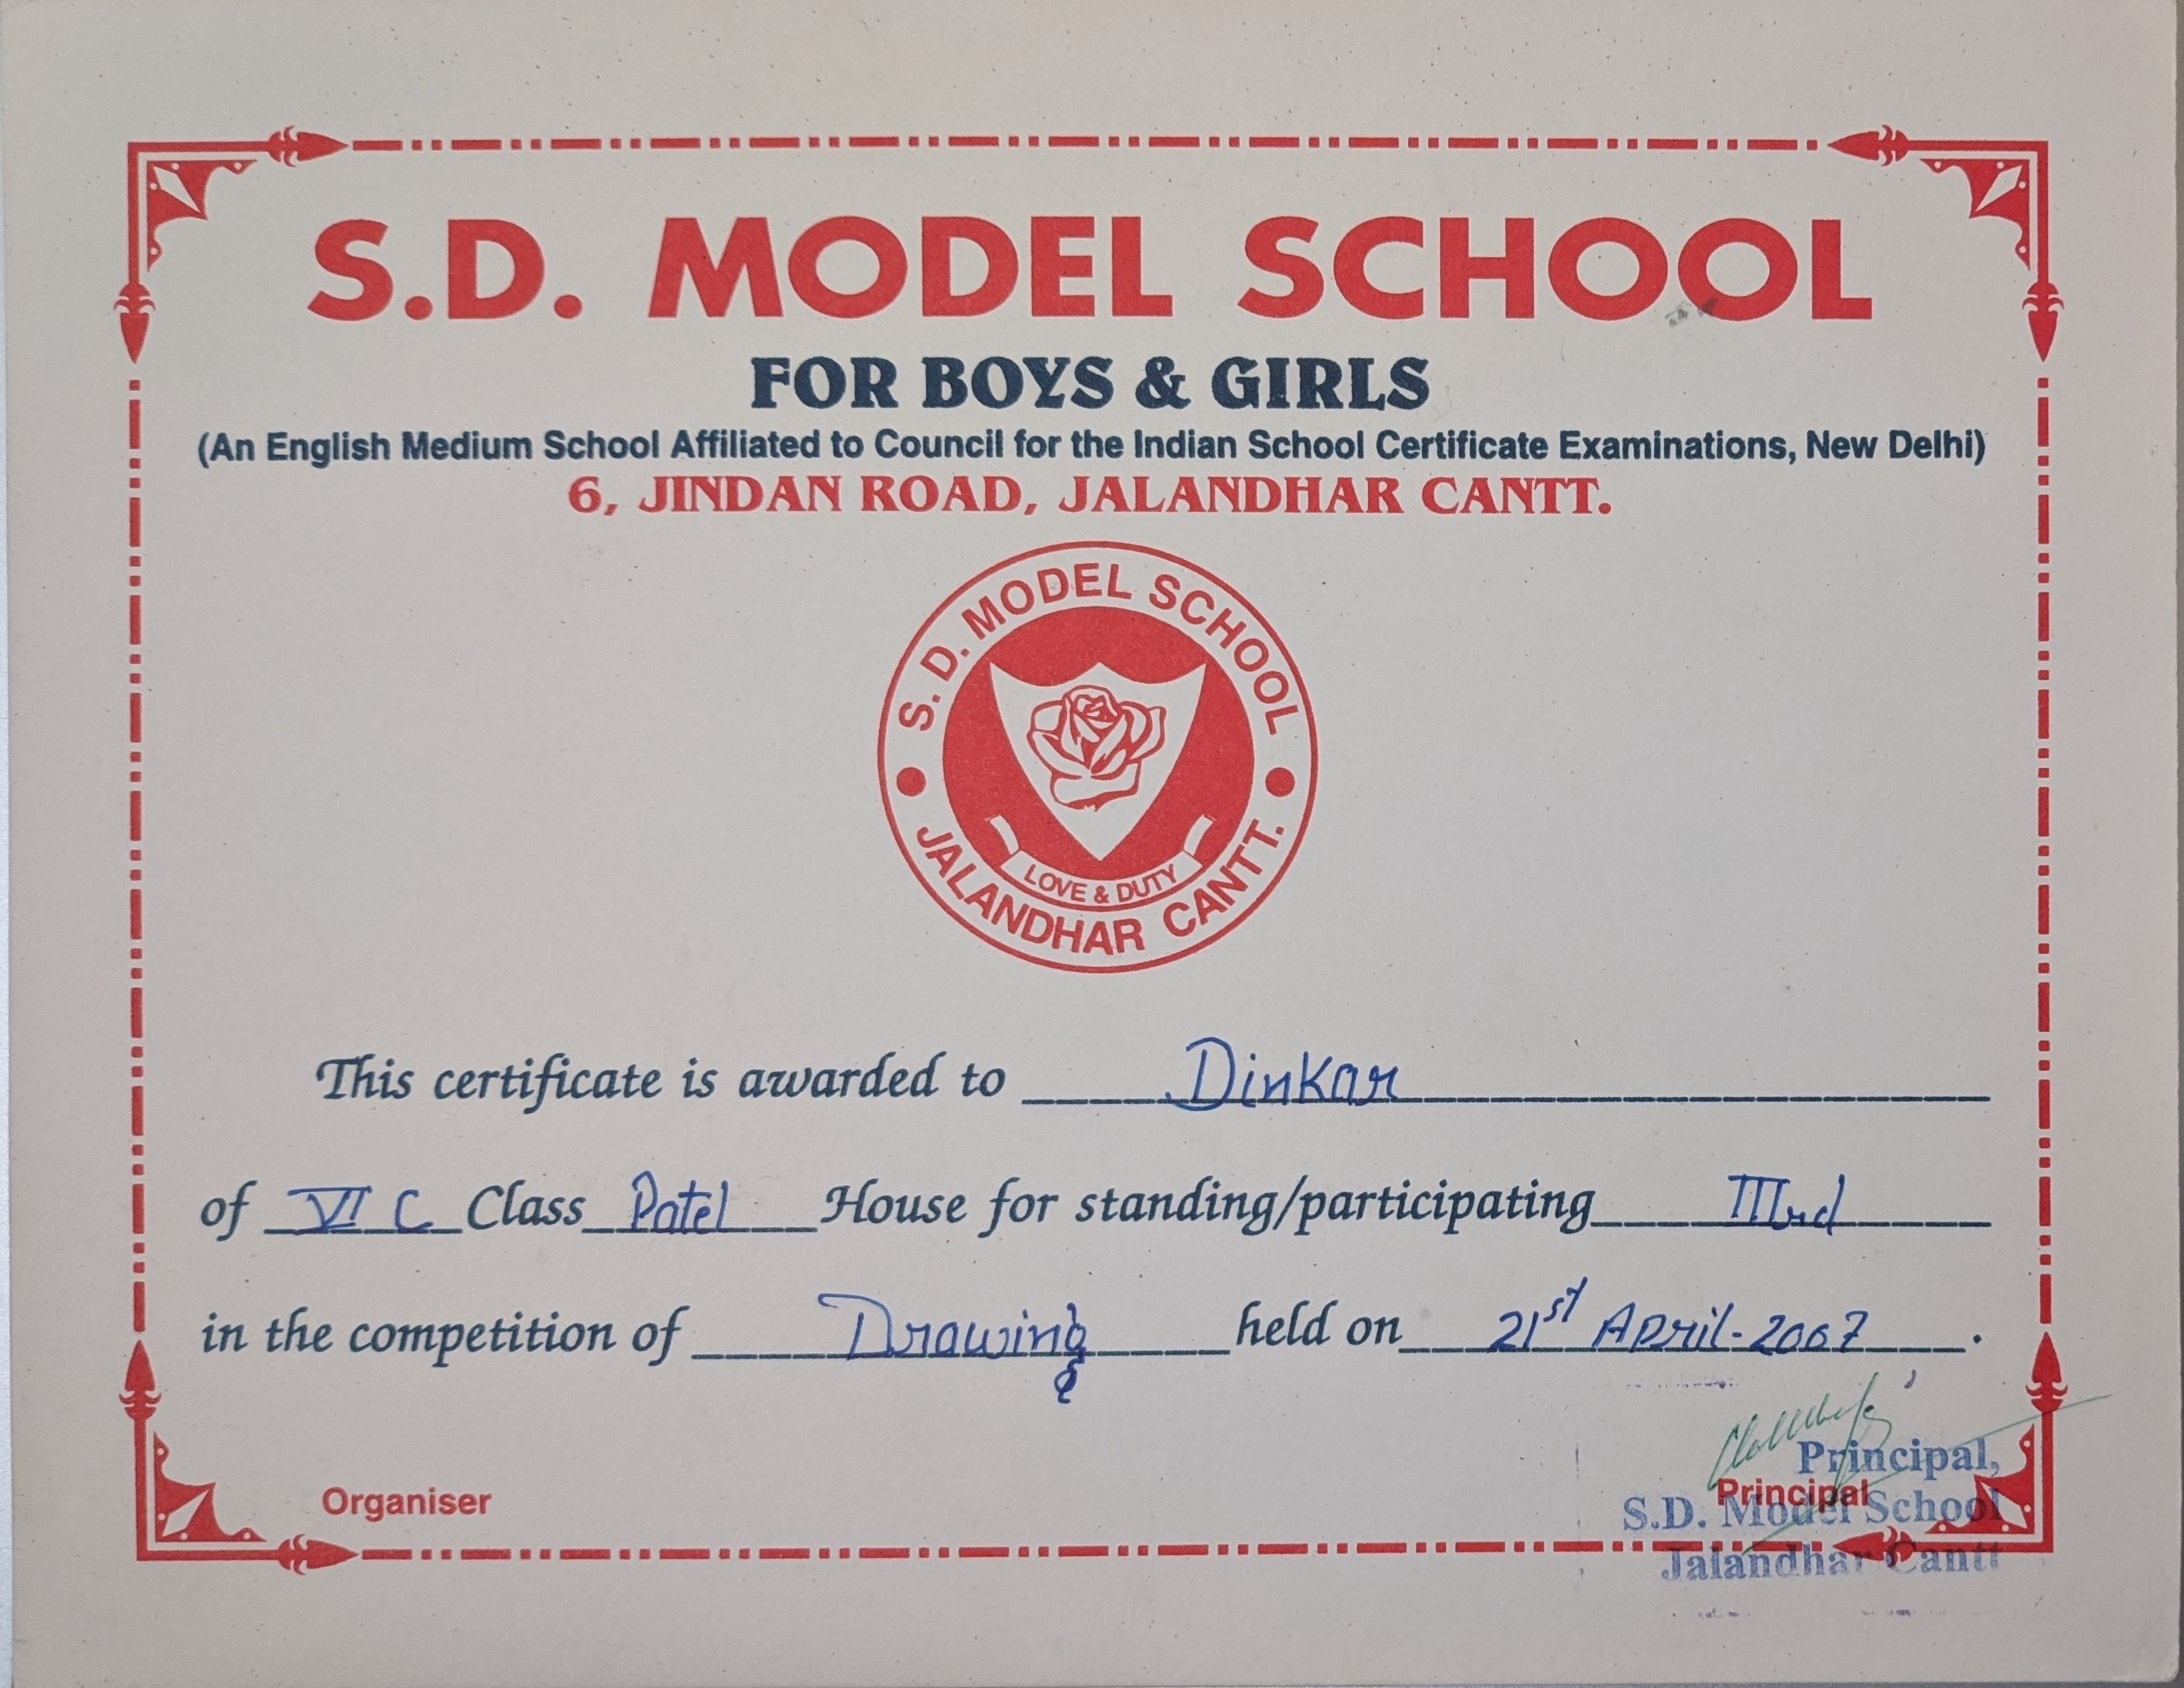 S.D. MODEL SCHOOL
FOR BOYS & GIRLS
(An English Medium School Affiliated to Council for the Indian School Certificate Examinations, New Delhi)
6, JINDAN ROAD, JALANDHAR CANTT.
S. D. MODEL SCHOOL
LOVE & DUTY
JALANDHAR CANTT.
This certificate is awarded to Dinkar
of VI C Class Patel House for standing/participating IIIrd
in the competition of Drawing held on 21st April-2007.
Organiser
Principal
Principal,
S.D. Model School
Jalandhar Cantt